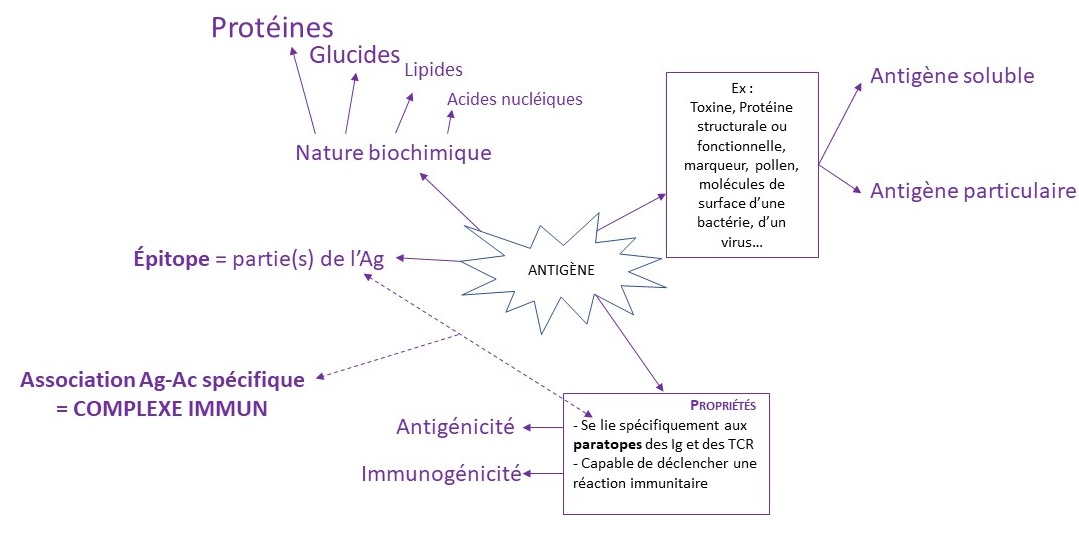 Protéines
Glucides
Lipides
Acides nucléiques
Nature biochimique
Ex :
Toxine, Protéine
structurale ou
fonctionnelle,
marqueur, pollen,
molécules de
surface d’une
bactérie, d’un
virus…
Antigène soluble
Antigène particulaire
Épitope = partie(s) de l’Ag
ANTIGÈNE
Association Ag-Ac spécifique
= COMPLEXE IMMUN
PROPRIÉTÉS
- Se lie spécifiquement aux
paratopes des Ig et des TCR
- Capable de déclencher une
réaction immunitaire
Antigénicité
Immunogénicité